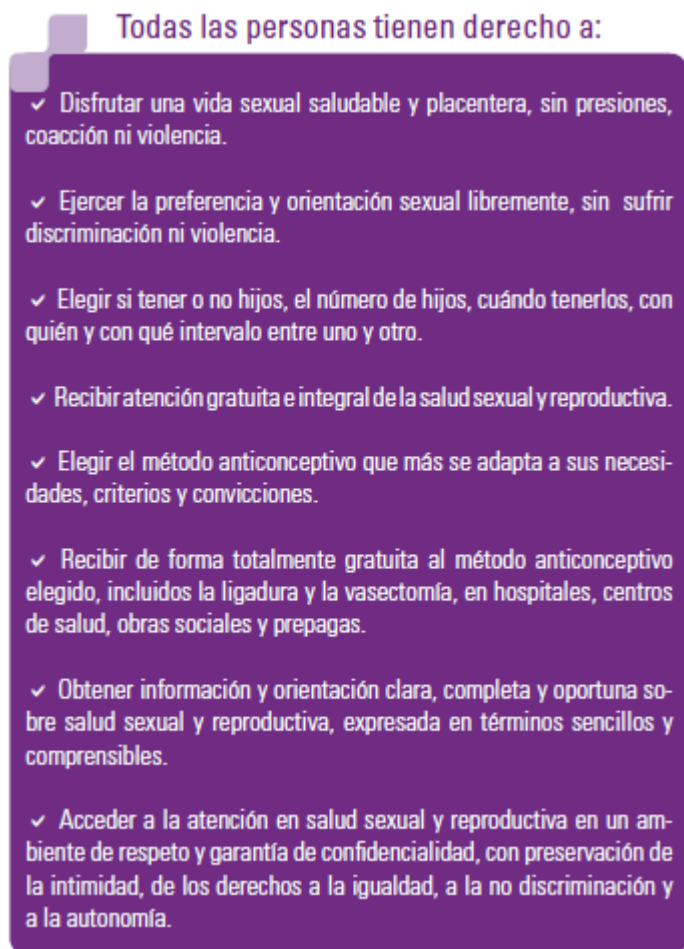 Todas las personas tienen derecho a:
✓ Disfrutar una vida sexual saludable y placentera, sin presiones,
coacción ni violencia.
✓ Ejercer la preferencia y orientación sexual libremente, sin sufrir
discriminación ni violencia.
✓ Elegir si tener o no hijos, el número de hijos, cuándo tenerlos, con
quién y con qué intervalo entre uno y otro.
✓ Recibir atención gratuita e integral de la salud sexual y reproductiva.
✓ Elegir el método anticonceptivo que más se adapta a sus necesi-
dades, criterios y convicciones.
✓ Recibir de forma totalmente gratuita al método anticonceptivo
elegido, incluidos la ligadura y la vasectomía, en hospitales, centros
de salud, obras sociales y prepagas.
✓ Obtener información y orientación clara, completa y oportuna so-
bre salud sexual y reproductiva, expresada en términos sencillos y
comprensibles.
✓ Acceder a la atención en salud sexual y reproductiva en un am-
biente de respeto y garantía de confidencialidad, con preservación de
la intimidad, de los derechos a la igualdad, a la no discriminación y
a la autonomía.